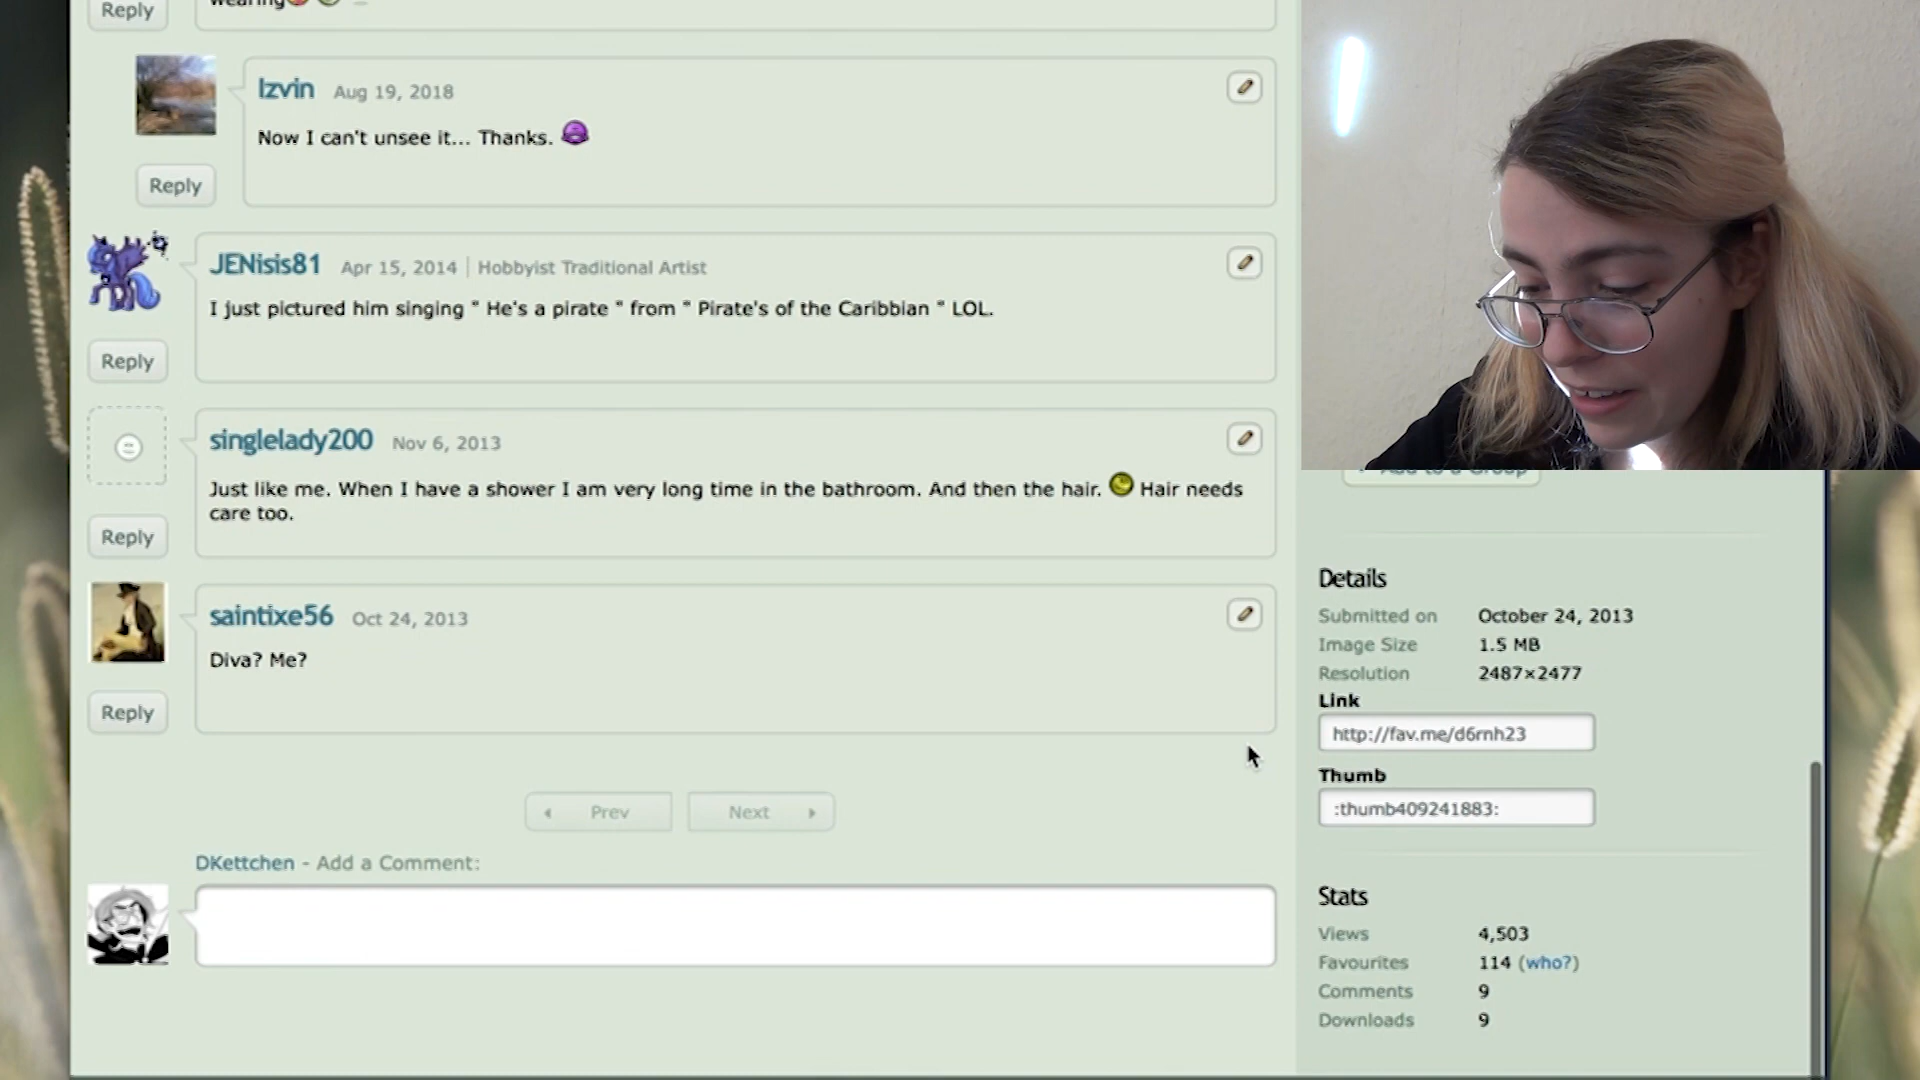 Reply
wearing
Izvin Aug 19, 2018
Now I can't unsee it... Thanks.
Reply
JENisis81 Apr 15, 2014 | Hobbyist Traditional Artist
I just pictured him singing " He's a pirate " from " Pirate's of the Caribbian " LOL.
Reply
singlelady200 Nov 6, 2013
Just like me. When I have a shower I am very long time in the bathroom. And then the hair. Hair needs
care too.
Reply
saintixe56 Oct 24, 2013
Diva? Me?
Reply
Prev Next
DKettchen - Add a Comment:
Add to a Group
Details
Submitted on October 24, 2013
Image Size 1.5 MB
Resolution 2487×2477
Link
http://fav.me/d6rnh23
Thumb
:thumb409241883:
Stats
Views 4,503
Favourites 114 (who?)
Comments 9
Downloads 9